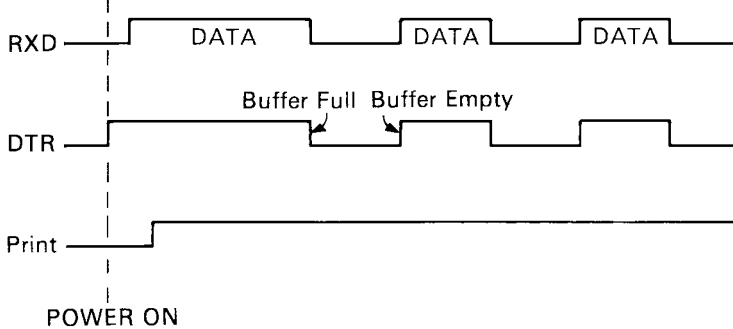 RXD DATA DATA DATA
Buffer Full Buffer Empty
DTR
Print
POWER ON